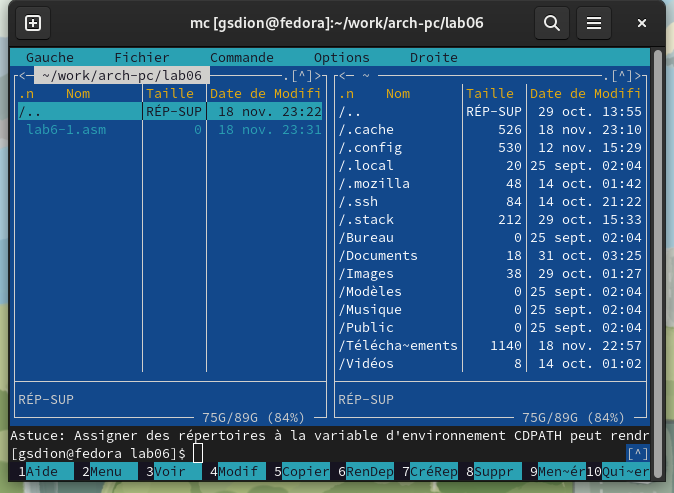 mc [gsdion@fedora]:~/work/arch-pc/lab06
Gauche Fichier Commande Options Droite
<─ ~/work/arch-pc/lab06 ─.[^]>
.n Nom Taille Date de Modifi
/.. RÉP-SUP 18 nov. 23:22
lab6-1.asm 0 18 nov. 23:31
RÉP-SUP
75G/89G (84%)
<─ ~ ─.[^]>
.n Nom Taille Date de Modifi
/.. RÉP-SUP 29 oct. 13:55
/.cache 526 18 nov. 23:10
/.config 530 12 nov. 15:29
/.local 20 25 sept. 02:04
/.mozilla 48 14 oct. 01:42
/.ssh 84 14 oct. 21:22
/.stack 212 29 oct. 15:33
/Bureau 0 25 sept. 02:04
/Documents 18 31 oct. 03:25
/Images 38 29 oct. 01:27
/Modèles 0 25 sept. 02:04
/Musique 0 25 sept. 02:04
/Public 0 25 sept. 02:04
/Télécha~ements 1140 18 nov. 22:57
/Vidéos 8 14 oct. 01:02
RÉP-SUP
75G/89G (84%)
Astuce: Assigner des répertoires à la variable d'environnement CDPATH peut rendr
[gsdion@fedora lab06]$ [^]
1Aide 2Menu 3Voir 4Modif 5Copier 6RenDep 7CréRep 8Suppr 9Men~ér 10Qui~er